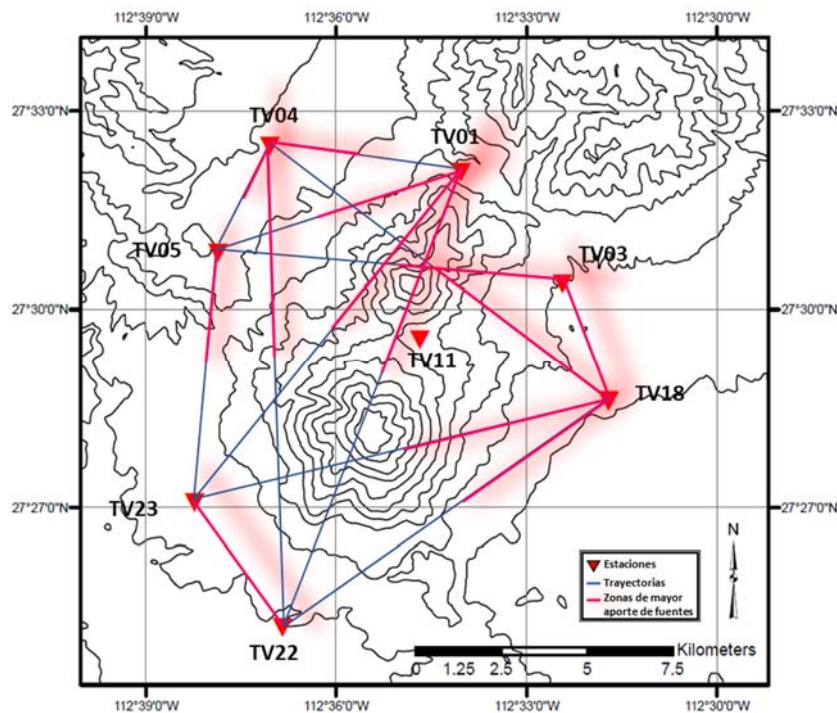 112°39'0"W 112°36'0"W 112°33'0"W 112°30'0"W
27°33'0"N 27°33'0"N
TV04
TV01
TV05
TV03
27°30'0"N 27°30'0"N
TV11
TV18
27°27'0"N 27°27'0"N
TV23
TV22
N
Estaciones
Trayectorias
Zonas de mayor
aporte de fuentes
Kilometers
0 1.25 2.5 5 7.5
112°39'0"W 112°36'0"W 112°33'0"W 112°30'0"W